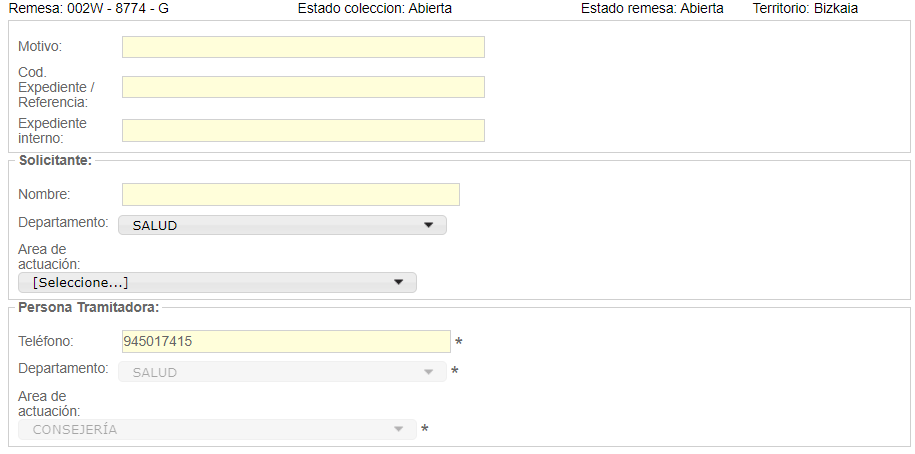 Remesa: 002W - 8774 - G Estado coleccion: Abierta Estado remesa: Abierta Territorio: Bizkaia
Motivo:
Cod.
Expediente /
Referencia:
Expediente
interno:
Solicitante:
Nombre:
Departamento: SALUD
Area de
actuación:
[Seleccione...]
Persona Tramitadora:
Teléfono: 945017415 *
Departamento: SALUD *
Area de
actuación:
CONSEJERÍA *